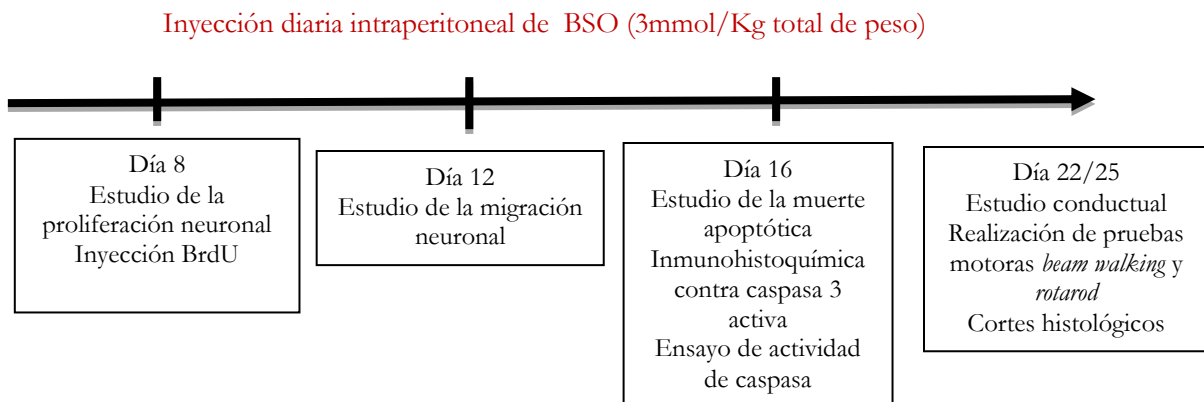 Inyección diaria intraperitoneal de BSO (3mmol/Kg total de peso)
Día 8
Estudio de la
proliferación neuronal
Inyección BrdU
Día 12
Estudio de la migración
neuronal
Día 16
Estudio de la muerte
apoptótica
Inmunohistoquímica
contra caspasa 3
activa
Ensayo de actividad
de caspasa
Día 22/25
Estudio conductual
Realización de pruebas
motoras beam walking y
rotarod
Cortes histológicos